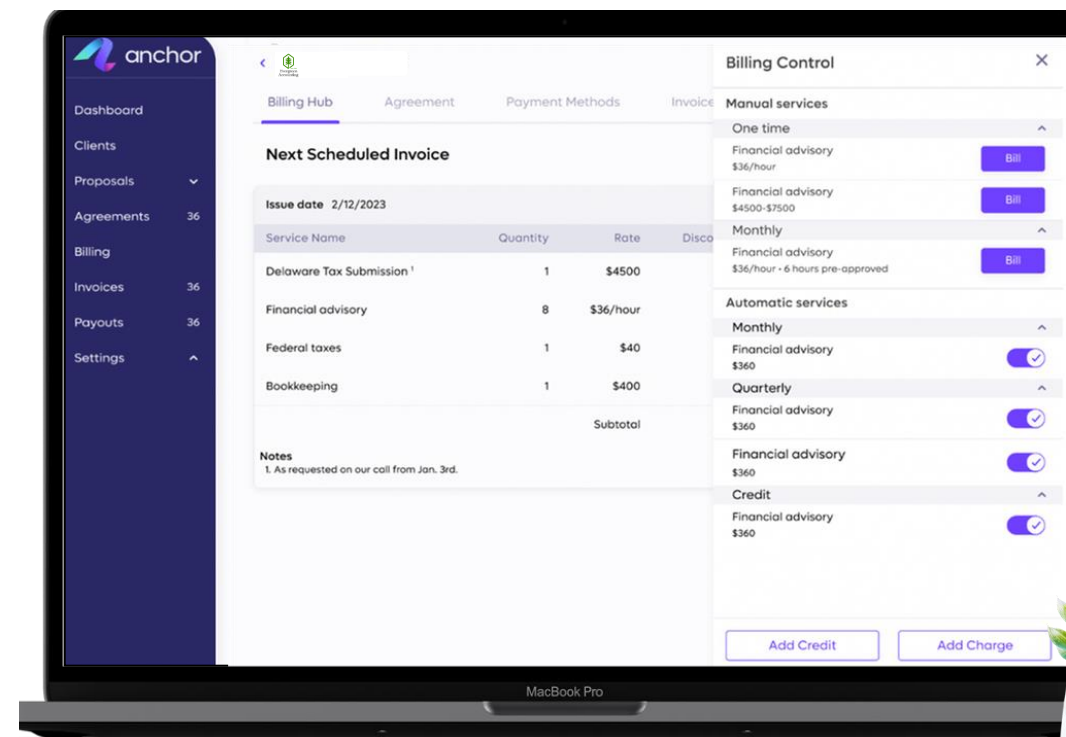 anchor
Dashboard
Clients
Proposals
Agreements 36
Billing
Invoices 36
Payouts 36
Settings
Billing Hub Agreement Payment Methods Invoice
Next Scheduled Invoice
Issue date 2/12/2023
Service Name Quantity Rate Disco
Delaware Tax Submission ¹ 1 $4500
Financial advisory 8 $36/hour
Federal taxes 1 $40
Bookkeeping 1 $400
Subtotal
Notes
1. As requested on our call from Jan. 3rd.
Billing Control
Manual services
One time
Financial advisory
$36/hour
Bill
Financial advisory
$4500-$7500
Bill
Monthly
Financial advisory
$36/hour • 6 hours pre-approved
Bill
Automatic services
Monthly
Financial advisory
$360
Quarterly
Financial advisory
$360
Financial advisory
$360
Credit
Financial advisory
$360
Add Credit Add Charge
MacBook Pro